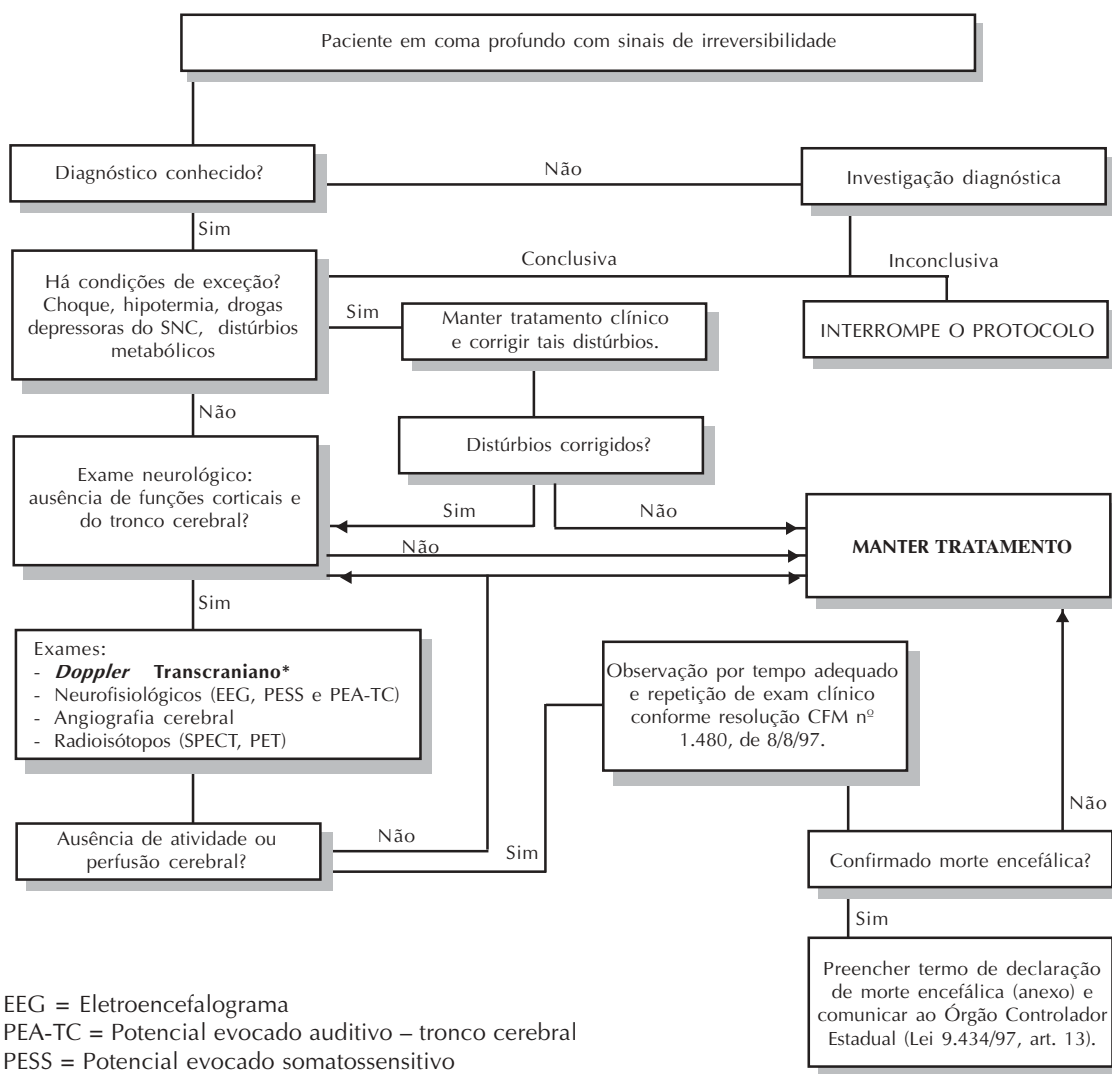 Paciente em coma profundo com sinais de irreversibilidade
Diagnóstico conhecido?
Não
Investigação diagnóstica
Sim
Há condições de exceção?
Choque, hipotermia, drogas
depressoras do SNC, distúrbios
metabólicos
Conclusiva
Inconclusiva
Sim
Manter tratamento clínico
e corrigir tais distúrbios.
INTERROMPE O PROTOCOLO
Não
Distúrbios corrigidos?
Exame neurológico:
ausência de funções corticais e
do tronco cerebral?
Sim
Não
Não
MANTER TRATAMENTO
Sim
Exames:
- Doppler Transcraniano*
- Neurofisiológicos (EEG, PESS e PEA-TC)
- Angiografia cerebral
- Radioisótopos (SPECT, PET)
Observação por tempo adequado
e repetição de exam clínico
conforme resolução CFM nº
1.480, de 8/8/97.
Não
Ausência de atividade ou
perfusão cerebral?
Não
Sim
Confirmado morte encefálica?
Sim
Preencher termo de declaração
de morte encefálica (anexo) e
comunicar ao Órgão Controlador
Estadual (Lei 9.434/97, art. 13).
EEG = Eletroencefalograma
PEA-TC = Potencial evocado auditivo – tronco cerebral
PESS = Potencial evocado somatossensitivo